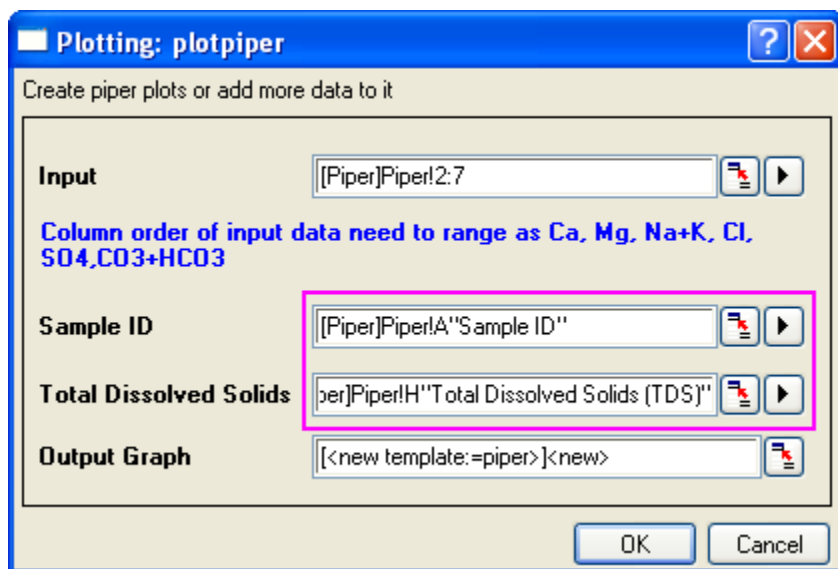 Plotting: plotpiper
Create piper plots or add more data to it
Input [Piper]Piper!2:7
Column order of input data need to range as Ca, Mg, Na+K, Cl,
SO4,CO3+HCO3
Sample ID [Piper]Piper!A"Sample ID"
Total Dissolved Solids per]Piper!H"Total Dissolved Solids (TDS)"
Output Graph [<new template:=piper>]<new>
OK Cancel